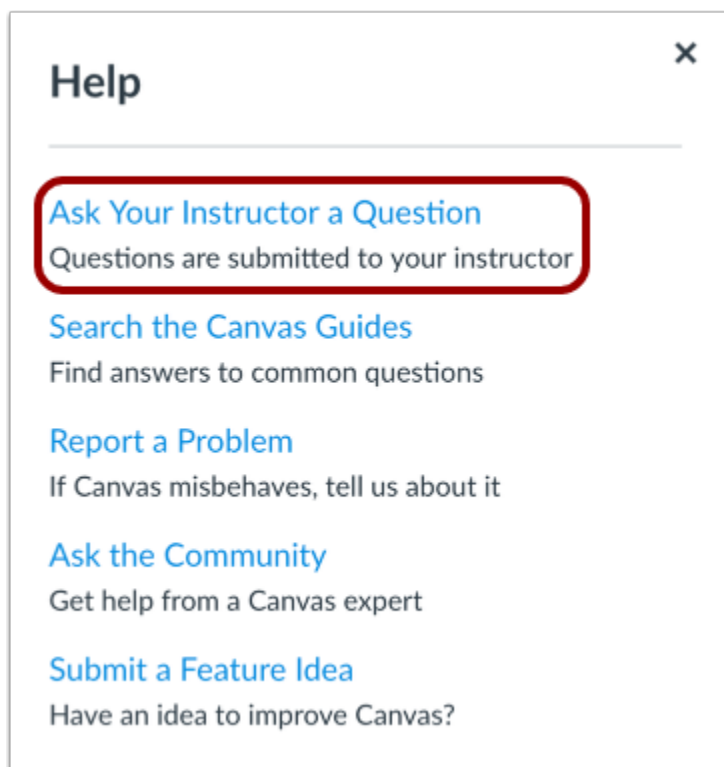 Help
Ask Your Instructor a Question
Questions are submitted to your instructor
Search the Canvas Guides
Find answers to common questions
Report a Problem
If Canvas misbehaves, tell us about it
Ask the Community
Get help from a Canvas expert
Submit a Feature Idea
Have an idea to improve Canvas?